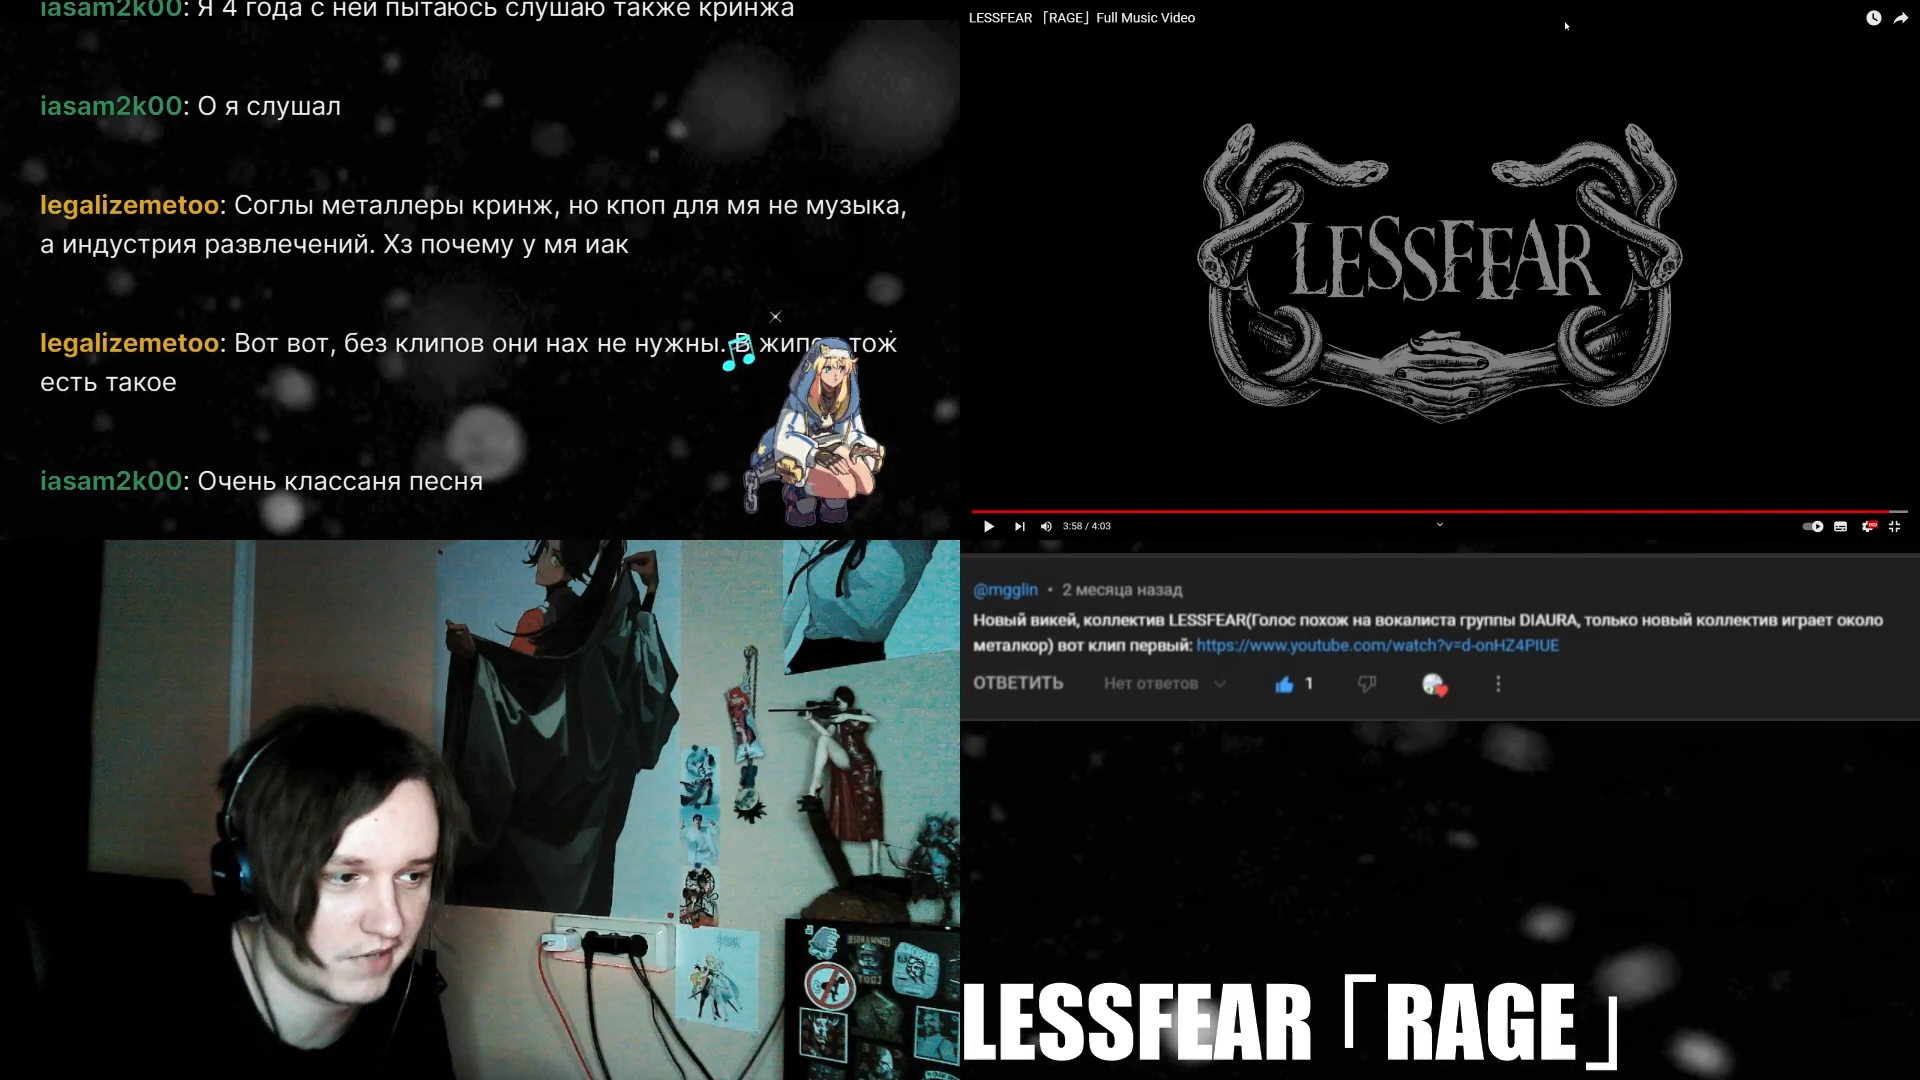 iasam2k00: Я 4 года с ней пытаюсь слушаю также кринжа
iasam2k00: О я слушал
legalizemetoo: Соглы металлеры кринж, но кпоп для мя не музыка,
а индустрия развлечений. Хз почему у мя иак
legalizemetoo: Вот вот, без клипов они нах не нужны. В тож
есть такое
iasam2k00: Очень классаня песня
LESSFEAR 「RAGE」 Full Music Video
LESSFEAR
3:58 / 4:03
HD
@mgglin • 2 месяца назад
Новый викей, коллектив LESSFEAR(Голос похож на вокалиста группы DIAURA, только новый коллектив играет около
металкор) вот клип первый: https://www.youtube.com/watch?v=d-onHZ4PIUE
ОТВЕТИТЬ Нет ответов 1
LESSFEAR「RAGE」